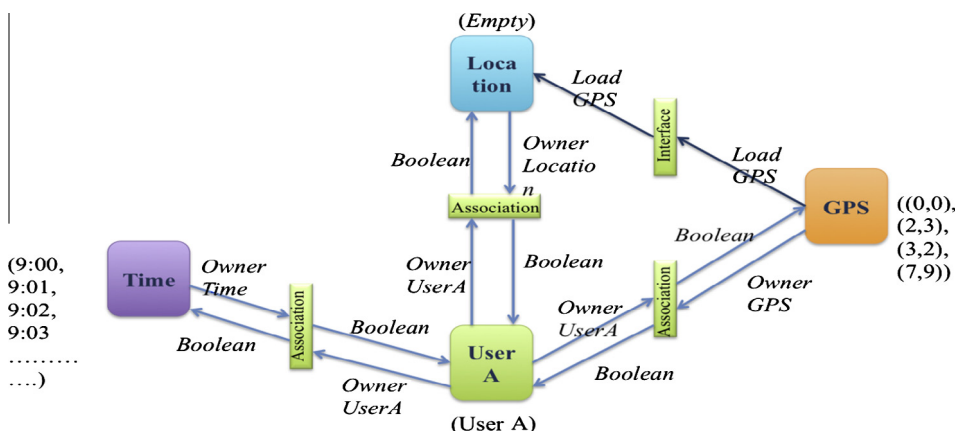 (Empty)
Loca
tion
Load
GPS
Interface
Load
GPS
Boolean
Owner
Locatio
n
Association
GPS
((0,0),
(2,3),
(3,2),
(7,9))
Boolean
Owner
GPS
Association
Owner
UserA
Boolean
Owner
UserA
Boolean
(9:00,
9:01,
9:02,
9:03
………
….)
Time
Owner
Time
Association
Boolean
Boolean
Owner
UserA
User
A
(User A)